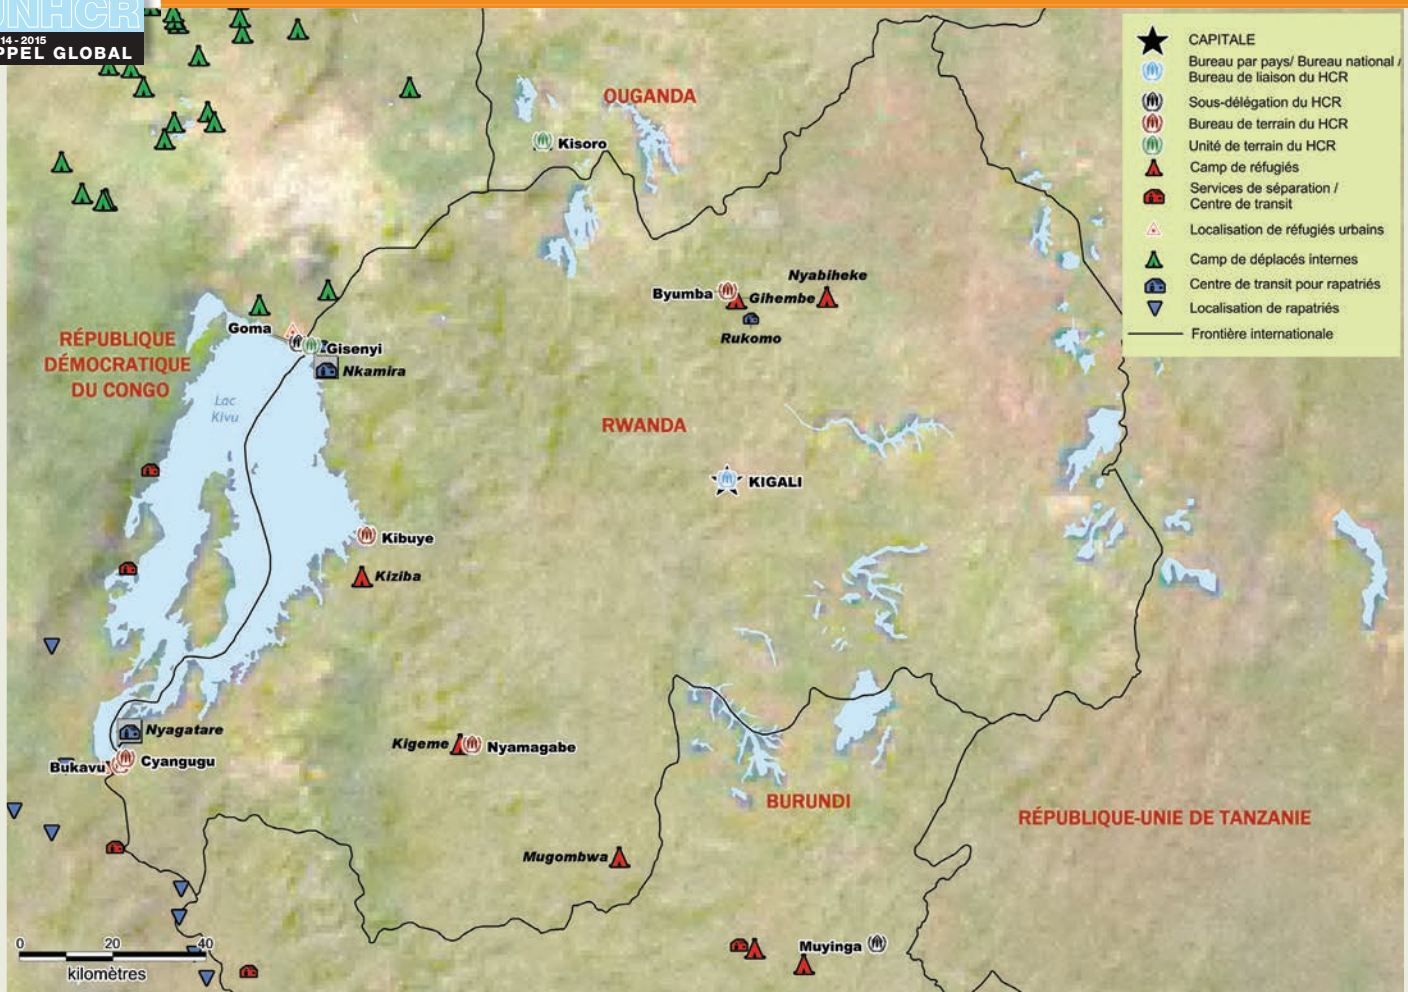 UNHCR
14 - 2015
PPEL GLOBAL
CAPITALE
Bureau par pays/ Bureau national /
Bureau de liaison du HCR
Sous-délégation du HCR
Bureau de terrain du HCR
Unité de terrain du HCR
Camp de réfugiés
Services de séparation /
Centre de transit
Localisation de réfugiés urbains
Camp de déplacés internes
Centre de transit pour rapatriés
Localisation de rapatriés
Frontière internationale
OUGANDA
Kisoro
Nyabiheke
Byumba
Gihembe
Rukomo
Goma
Gisenyi
Nkamira
RÉPUBLIQUE
DÉMOCRATIQUE
DU CONGO
Lac
Kivu
RWANDA
KIGALI
Kibuye
Kiziba
Nyagatare
Kigeme
Nyamagabe
Bukavu
Cyangugu
BURUNDI
RÉPUBLIQUE-UNIE DE TANZANIE
Mugombwa
Muyinga
0 20 40
kilomètres